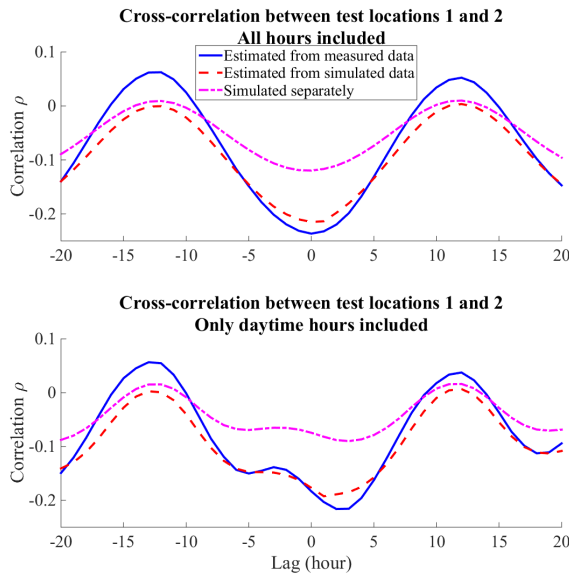 Cross-correlation between test locations 1 and 2
All hours included
Estimated from measured data
Estimated from simulated data
Simulated separately
Correlation ρ
0.1
0
-0.1
-0.2
-20 -15 -10 -5 0 5 10 15 20
Cross-correlation between test locations 1 and 2
Only daytime hours included
Correlation ρ
0.1
0
-0.1
-0.2
-20 -15 -10 -5 0 5 10 15 20
Lag (hour)